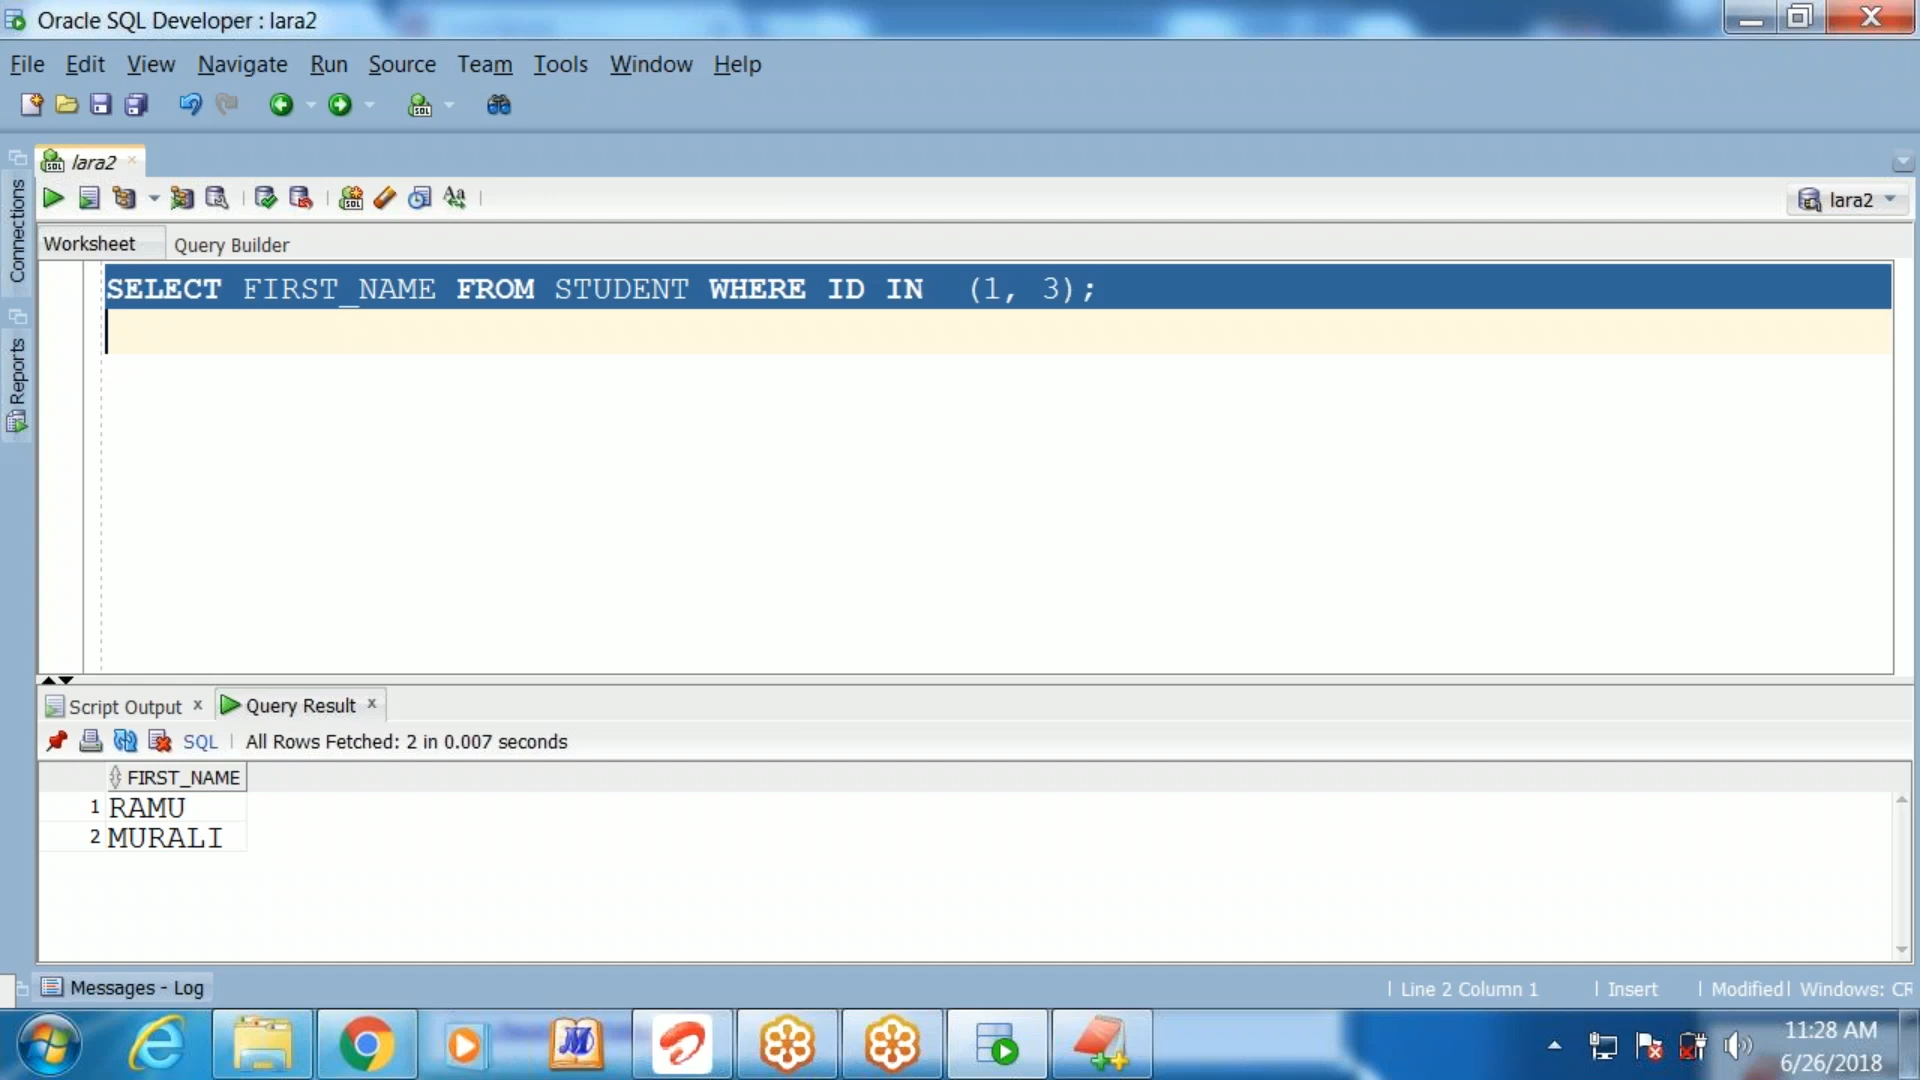 Oracle SQL Developer : lara2
File Edit View Navigate Run Source Team Tools Window Help
lara2
lara2
Worksheet Query Builder
Connections
Reports
SELECT FIRST_NAME FROM STUDENT WHERE ID IN (1, 3);
Script Output x Query Result x
SQL | All Rows Fetched: 2 in 0.007 seconds
FIRST_NAME
1 RAMU
2 MURALI
Messages - Log
| Line 2 Column 1 | Insert | Modified | Windows: CR
11:28 AM
6/26/2018